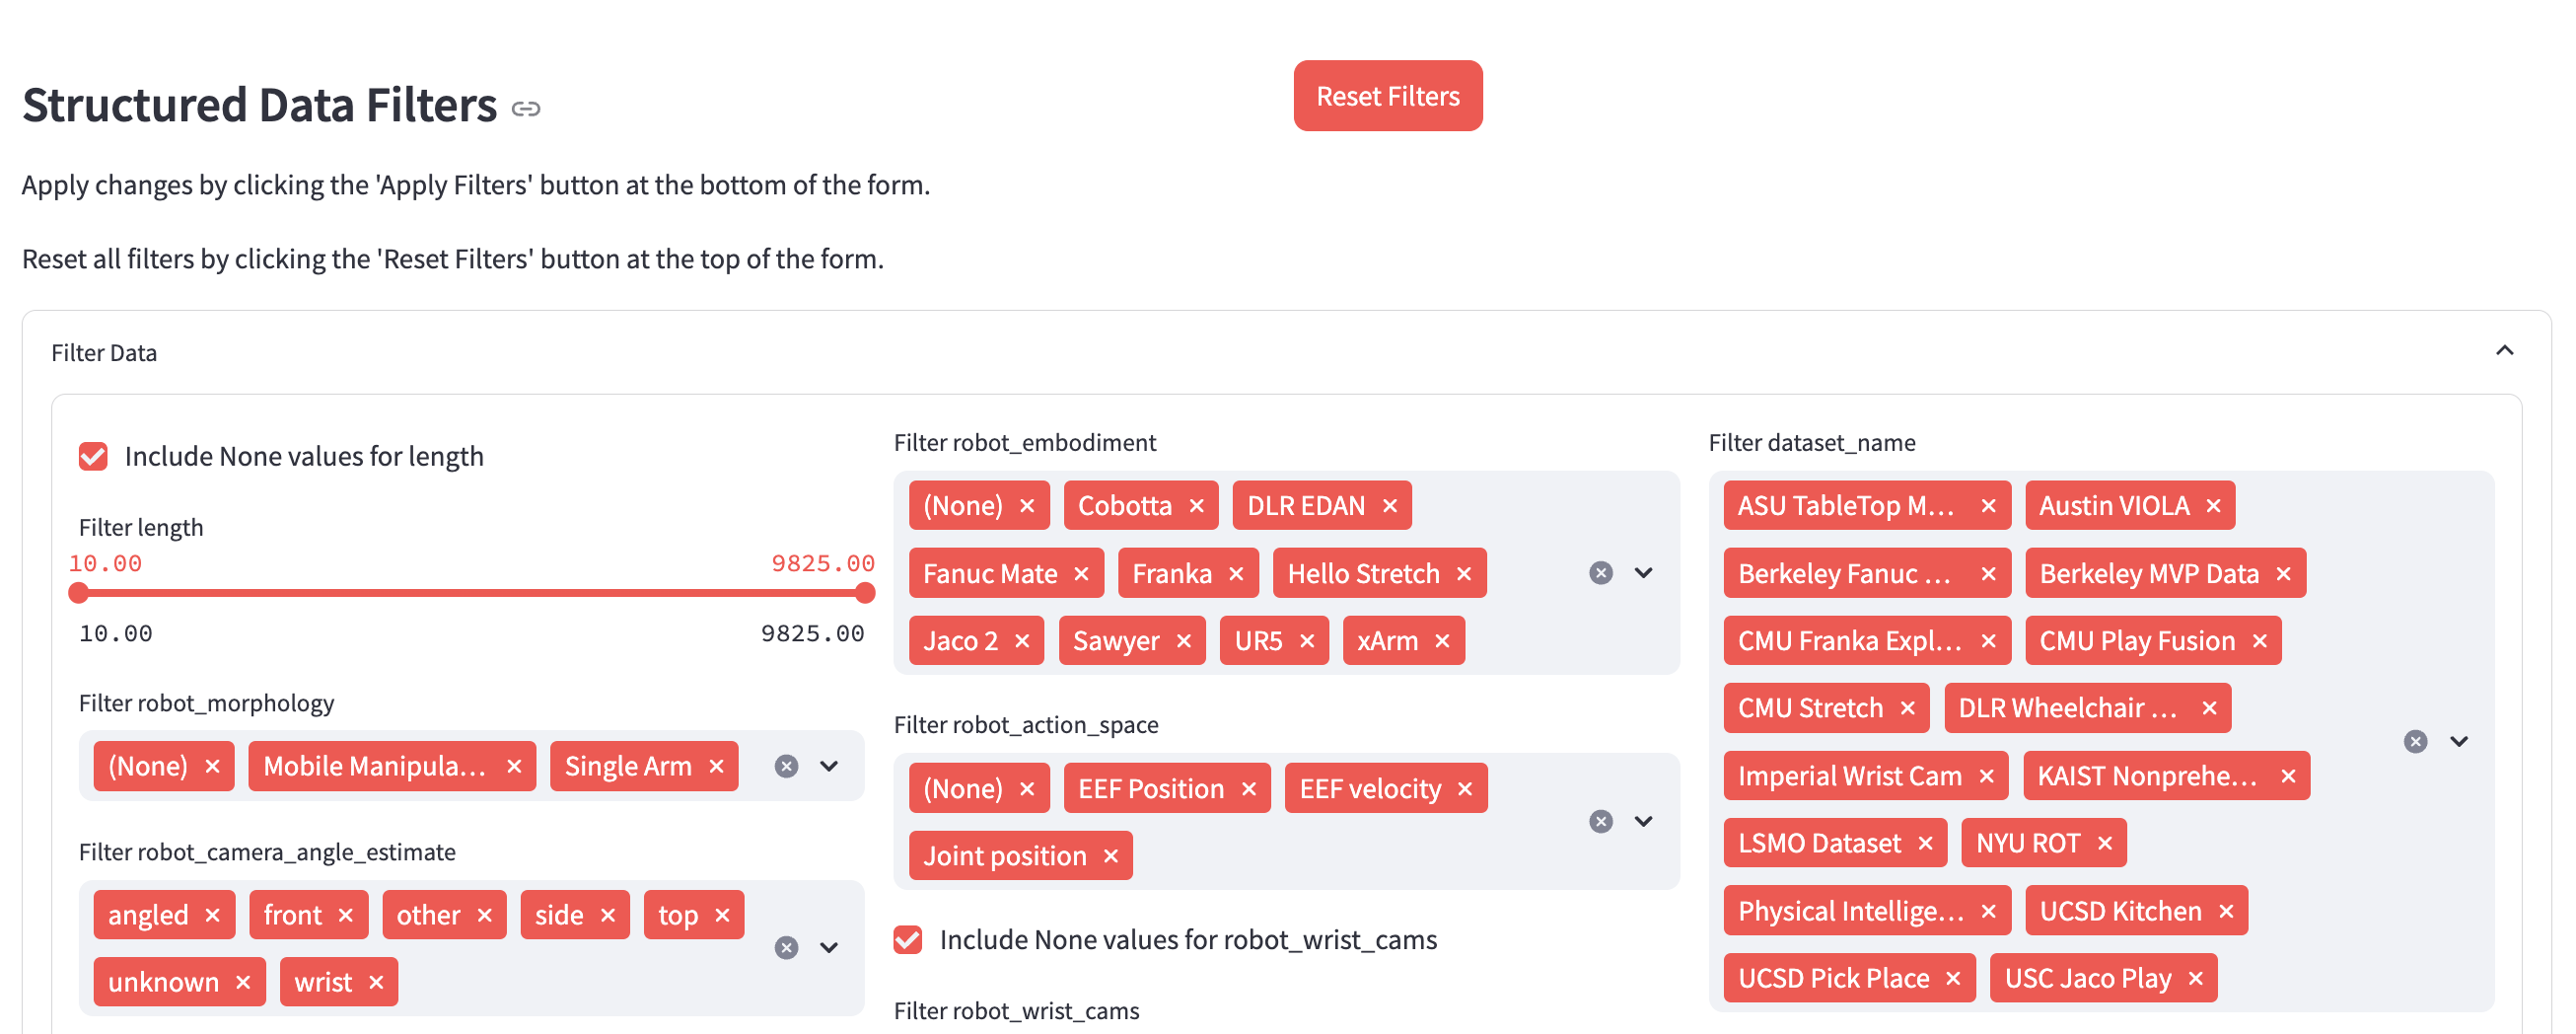 Structured Data Filters
Reset Filters
Apply changes by clicking the 'Apply Filters' button at the bottom of the form.
Reset all filters by clicking the 'Reset Filters' button at the top of the form.
Filter Data
Include None values for length
Filter length
10.00 9825.00
10.00 9825.00
Filter robot_morphology
(None) Mobile Manipula... Single Arm
Filter robot_camera_angle_estimate
angled front other side top
unknown wrist
Filter robot_embodiment
(None) Cobotta DLR EDAN
Fanuc Mate Franka Hello Stretch
Jaco 2 Sawyer UR5 xArm
Filter robot_action_space
(None) EEF Position EEF velocity
Joint position
Include None values for robot_wrist_cams
Filter robot_wrist_cams
Filter dataset_name
ASU TableTop M... Austin VIOLA
Berkeley Fanuc ... Berkeley MVP Data
CMU Franka Expl... CMU Play Fusion
CMU Stretch DLR Wheelchair ...
Imperial Wrist Cam KAIST Nonprehe...
LSMO Dataset NYU ROT
Physical Intellige... UCSD Kitchen
UCSD Pick Place USC Jaco Play